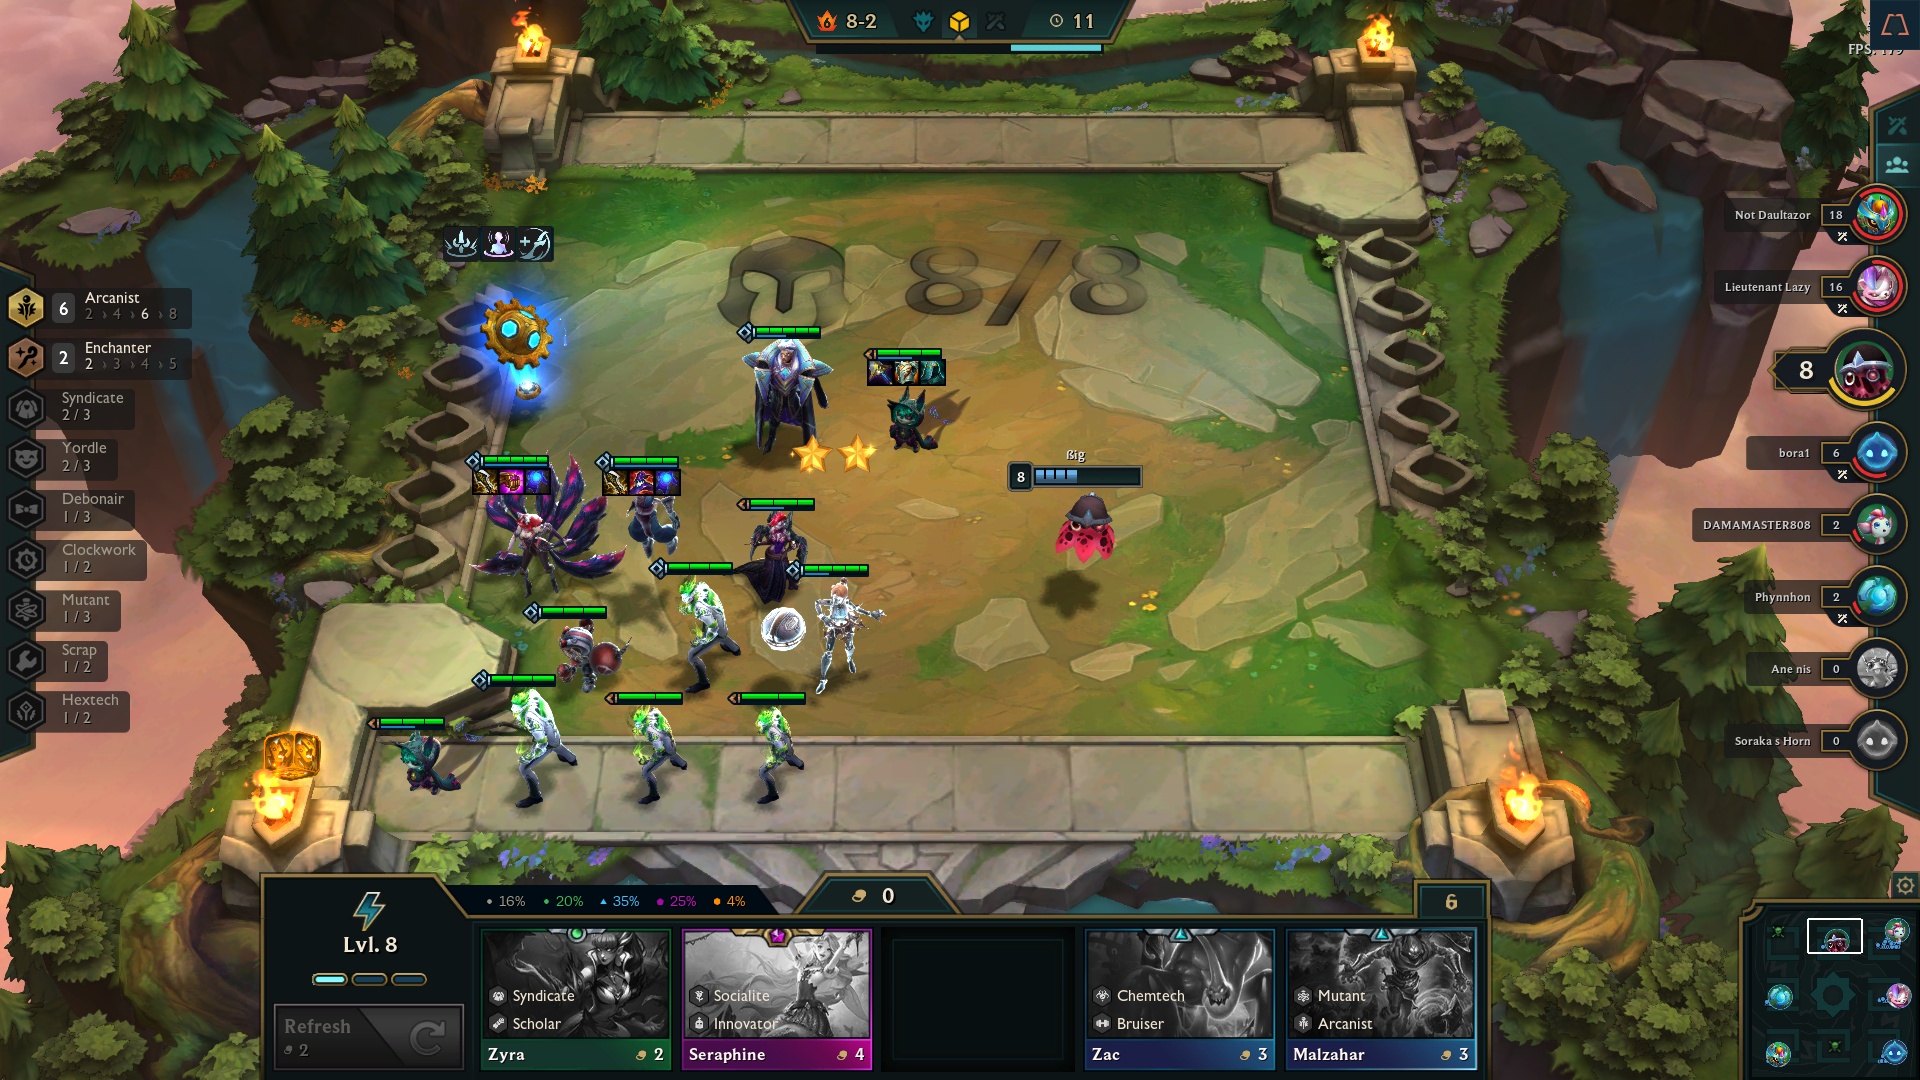 8-2
11
FPS:
8/8
6
Arcanist
2 › 4 › 6 › 8
2
Enchanter
2 › 3 › 4 › 5
Syndicate
2 / 3
Yordle
2 / 3
Debonair
1 / 3
Clockwork
1 / 2
Mutant
1 / 3
Scrap
1 / 2
Hextech
1 / 2
8
ßig
Not Daultazor 18
Lieutenant Lazy 16
8
bora1 6
DAMAMASTER808 2
Phynnhon 2
Ane nis 0
Soraka s Horn 0
16% 20% 35% 25% 4%
0
6
Lvl. 8
Refresh
2
Syndicate
Scholar
Zyra 2
Socialite
Innovator
Seraphine 4
Chemtech
Bruiser
Zac 3
Mutant
Arcanist
Malzahar 3